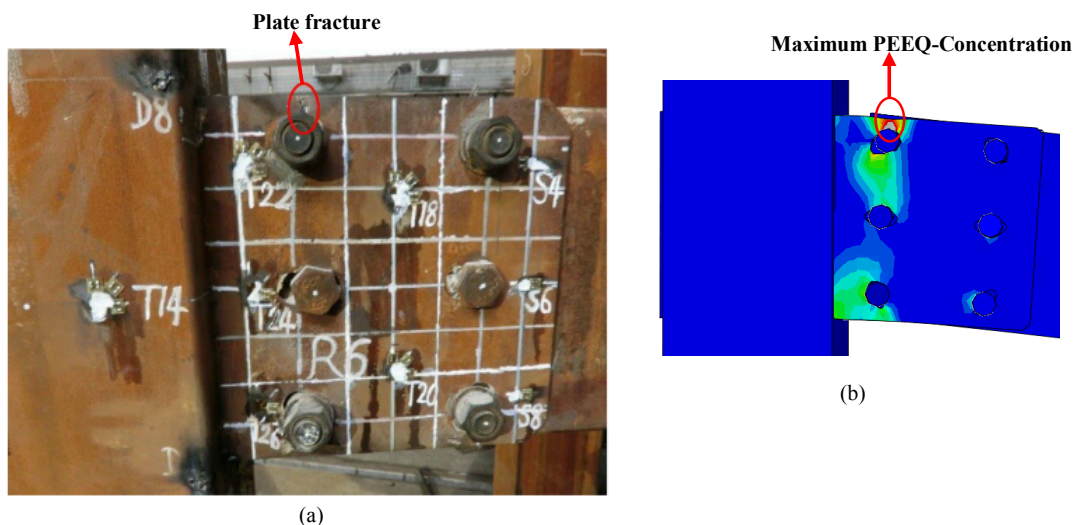 Plate fracture
Maximum PEEQ-Concentration
D8
T22
T18
S4
T14
T24
S6
R6
T20
T26
S8
D
(a)
(b)